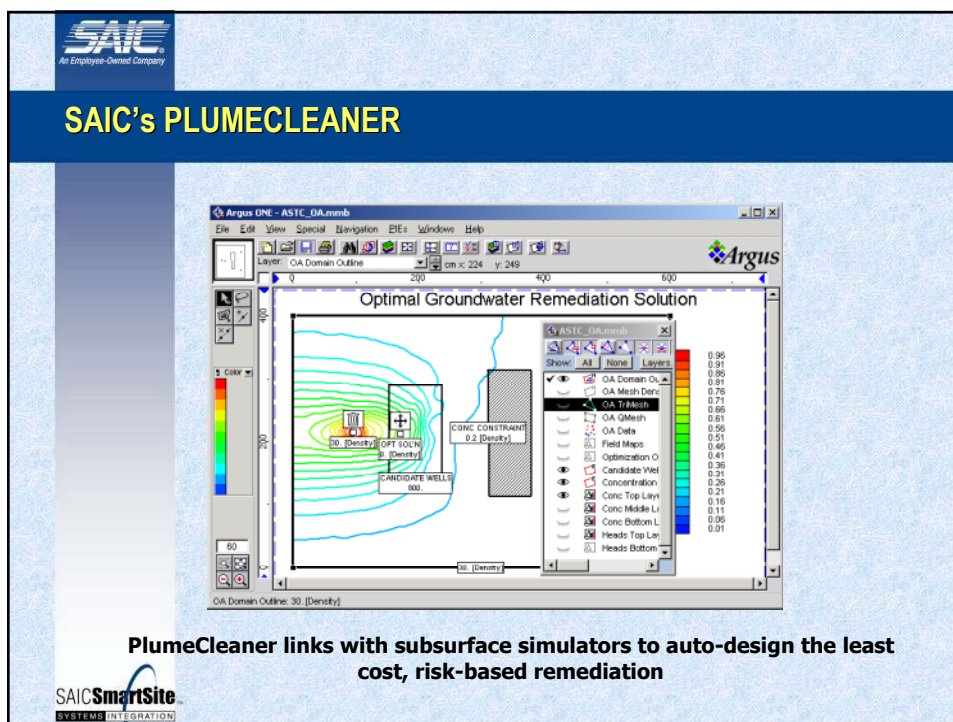 SAIC®
An Employee-Owned Company
SAIC's PLUMECLEANER
Argus ONE - ASTC_OA.mmb
File Edit View Special Navigation PIEs Windows Help
Layer: OA Domain Outline cm x: 224 y: 249
Argus
0 200 400 600
Optimal Groundwater Remediation Solution
400
200
0
Color
60
30. [Density]
OPT SOL'N
0. [Density]
CANDIDATE WELLS
800.
CONC CONSTRAINT
0.2 [Density]
30. [Density]
ASTC_OA.mmb
Show: All None Layers
OA Domain Ou
OA Mesh Dens
OA TriMesh
OA QMesh
OA Data
Field Maps
Optimization O
Candidate Wel
Concentration
Conc Top Laye
Conc Middle La
Conc Bottom L
Heads Top Lay
Heads Bottom
0.96
0.91
0.86
0.81
0.76
0.71
0.66
0.61
0.56
0.51
0.46
0.41
0.36
0.31
0.26
0.21
0.16
0.11
0.06
0.01
OA Domain Outline: 30. [Density]
PlumeCleaner links with subsurface simulators to auto-design the least
cost, risk-based remediation
SAICSmartSite
SYSTEMS INTEGRATION